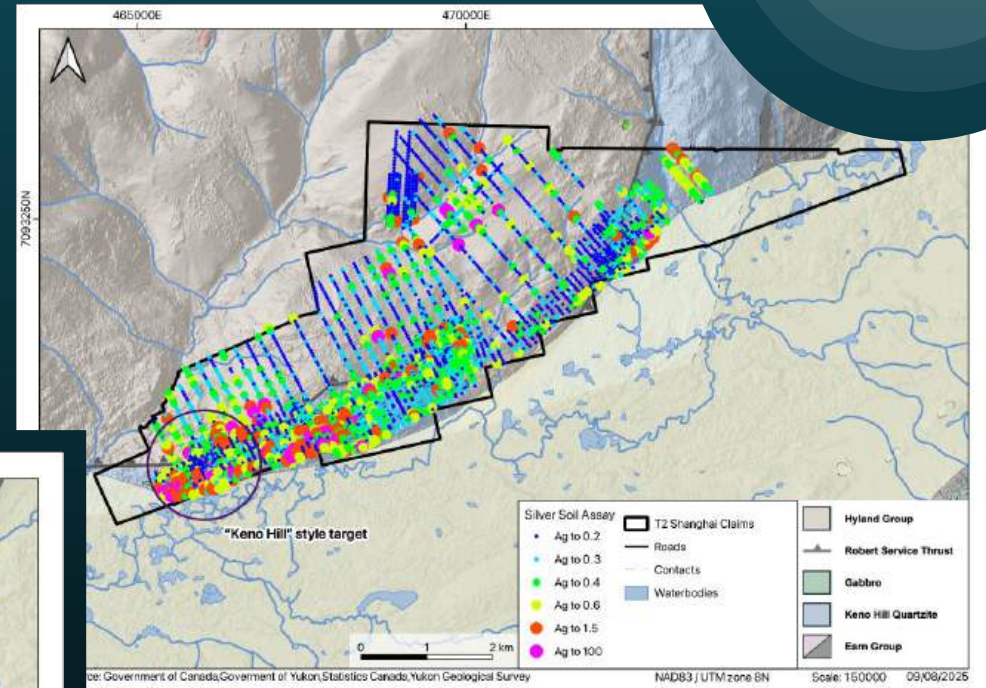 465000E
470000E
7093250N
"Keno Hill" style target
Silver Soil Assay
Ag to 0.2
Ag to 0.3
Ag to 0.4
Ag to 0.6
Ag to 1.5
Ag to 100
T2 Shanghai Claims
Roads
Contacts
Waterbodies
Hyland Group
Robert Service Thrust
Gabbro
Keno Hill Quartzite
Earn Group
0 1 2 km
ce: Government of Canada,Goverment of Yukon,Statistics Canada,Yukon Geological Survey
NAD83 / UTM zone 8N
Scale: 1:50000
09/08/2025